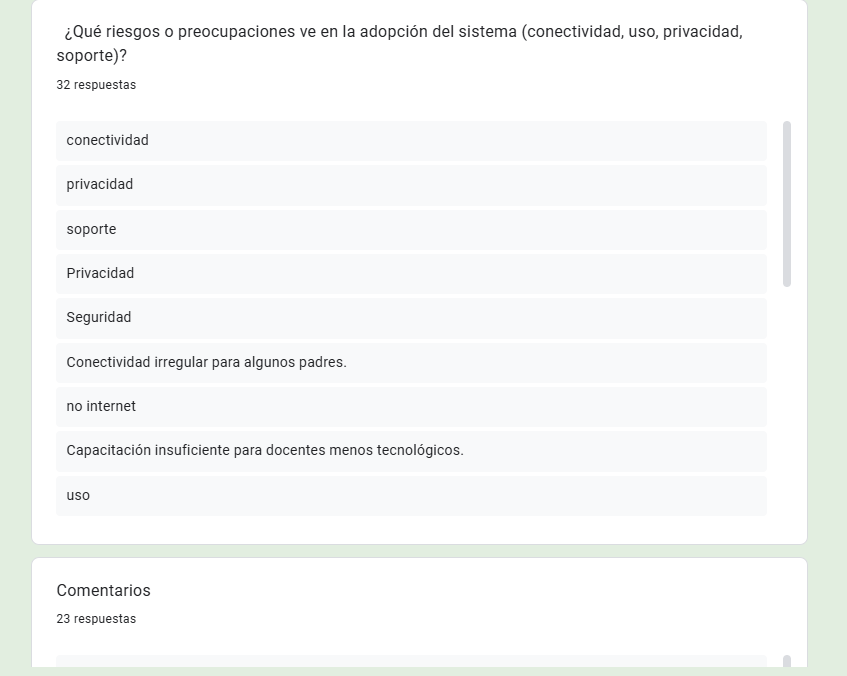 ¿Qué riesgos o preocupaciones ve en la adopción del sistema (conectividad, uso, privacidad,
soporte)?
32 respuestas
conectividad
privacidad
soporte
Privacidad
Seguridad
Conectividad irregular para algunos padres.
no internet
Capacitación insuficiente para docentes menos tecnológicos.
uso
Comentarios
23 respuestas